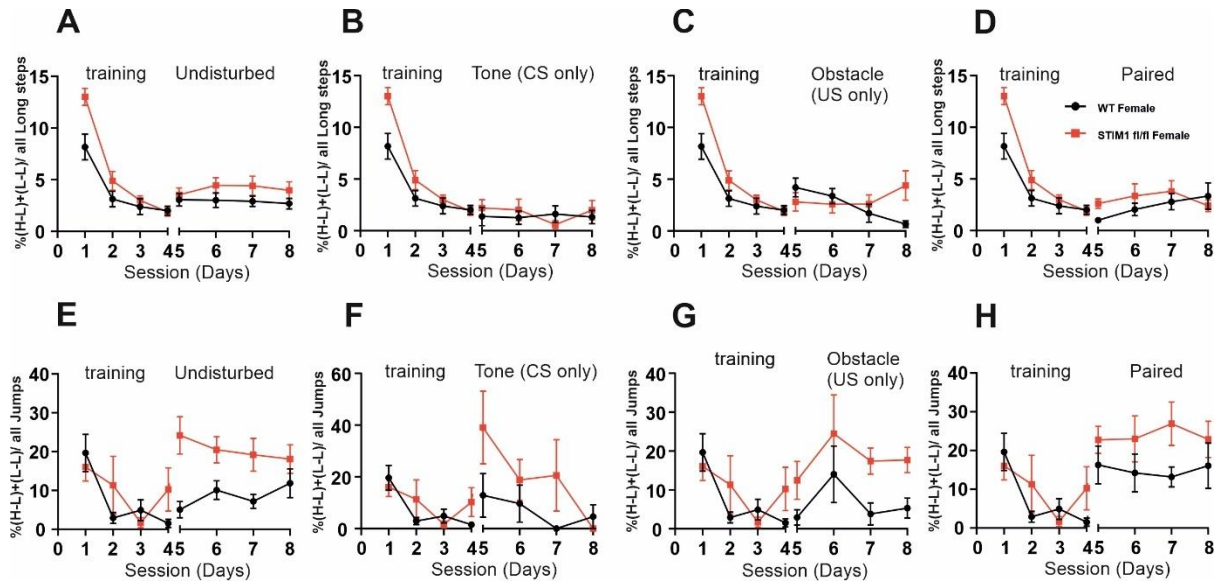 A
B
C
D
training
Undisturbed
training
Tone (CS only)
training
Obstacle
(US only)
training
Paired
WT Female
STIM1 fl/fl Female
%(H-L)+(L-L)/ all Long steps
15
10
5
0
0 1 2 3 45 6 7 8
Session (Days)
%(H-L)+(L-L)/ all Long steps
15
10
5
0
0 1 2 3 45 6 7 8
Session (Days)
%(H-L)+(L-L)/ all Long steps
15
10
5
0
0 1 2 3 45 6 7 8
Session (Days)
%(H-L)+(L-L)/ all Long steps
15
10
5
0
0 1 2 3 45 6 7 8
Session (Days)
E
F
G
H
training
Undisturbed
training
Tone (CS only)
training
Obstacle
(US only)
training
Paired
%(H-L)+(L-L)/ all Jumps
40
30
20
10
0
0 1 2 3 45 6 7 8
Session (Days)
%(H-L)+(L-L)/ all Jumps
60
40
20
0
0 1 2 3 45 6 7 8
Session (Days)
%(H-L)+(L-L)/ all Jumps
40
30
20
10
0
0 1 2 3 45 6 7 8
Session (Days)
%(H-L)+(L-L)/ all Jumps
40
30
20
10
0
0 1 2 3 45 6 7 8
Session (Days)